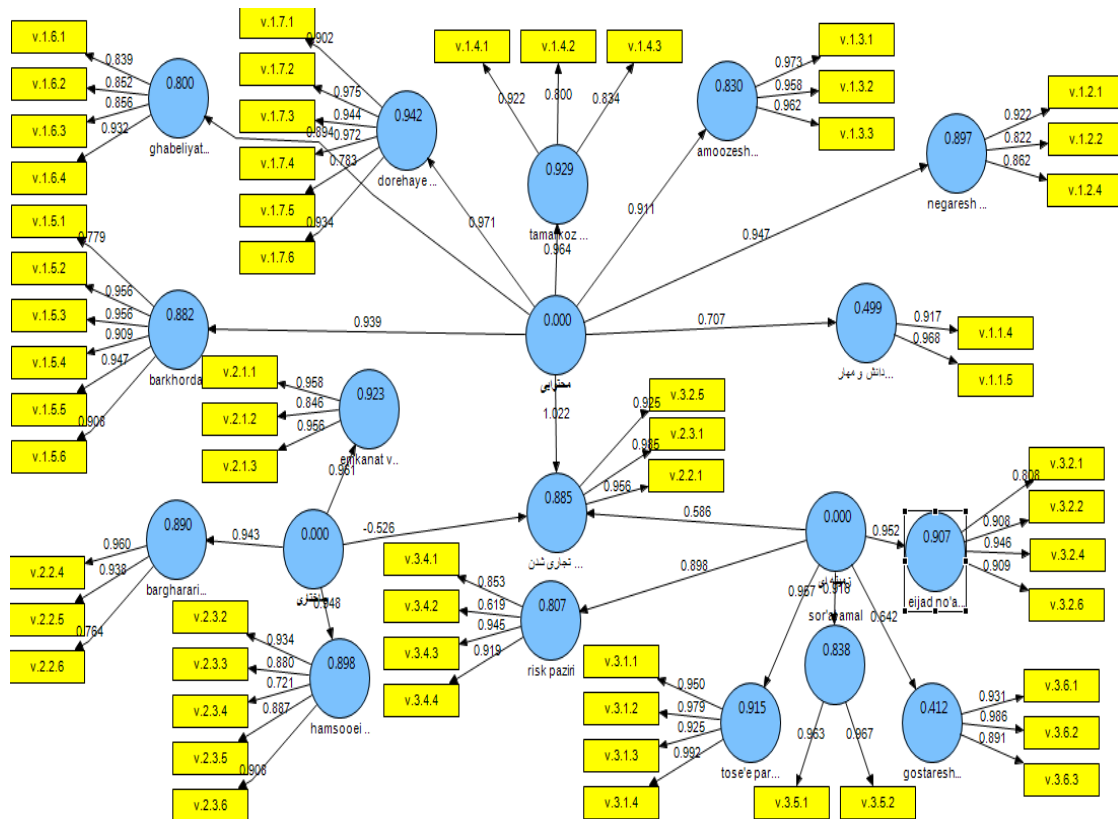 v.1.6.1
v.1.6.2
v.1.6.3
v.1.6.4
0.839
0.852
0.856
0.932
0.800
ghabeliyat...
v.1.7.1
v.1.7.2
v.1.7.3
v.1.7.4
v.1.7.5
v.1.7.6
0.902
0.975
0.944
0.972
0.783
0.934
0.942
dorehaye ...
0.894
0.971
v.1.4.1
v.1.4.2
v.1.4.3
0.922
0.800
0.834
0.929
0.964
v.1.3.1
v.1.3.2
v.1.3.3
0.973
0.958
0.962
0.830
amoozesh...
0.911
v.1.2.1
v.1.2.2
v.1.2.4
0.922
0.822
0.862
0.897
negaresh ...
0.947
v.1.5.1
v.1.5.2
v.1.5.3
v.1.5.4
v.1.5.5
v.1.5.6
0.779
0.956
0.956
0.909
0.947
0.908
0.882
barkhorda
0.939
0.000
محتوایی
0.707
0.499
دانش و مهار...
0.917
0.968
v.1.1.4
v.1.1.5
1.022
v.2.1.1
v.2.1.2
v.2.1.3
0.958
0.846
0.956
0.923
emkanat v..
0.961
v.3.2.5
v.2.3.1
v.2.2.1
0.925
0.985
0.956
0.885
تجاری شدن ...
-0.526
0.586
0.890
bargharari...
0.943
0.000
v.2.2.4
v.2.2.5
v.2.2.6
0.960
0.938
0.764
0.948
v.2.3.2
v.2.3.3
v.2.3.4
v.2.3.5
v.2.3.6
0.934
0.880
0.721
0.887
0.906
0.898
hamsooei ...
v.3.4.1
v.3.4.2
v.3.4.3
v.3.4.4
0.853
0.619
0.945
0.919
0.807
risk paziri
0.898
0.000
0.952
0.907
eijad no'a...
v.3.2.1
v.3.2.2
v.3.2.4
v.3.2.6
0.808
0.908
0.946
0.909
0.642
0.838
0.963
0.967
v.3.5.1
v.3.5.2
v.3.1.1
v.3.1.2
v.3.1.3
v.3.1.4
0.950
0.979
0.925
0.992
0.915
tose'e par...
0.412
gostaresh...
0.931
0.986
0.891
v.3.6.1
v.3.6.2
v.3.6.3